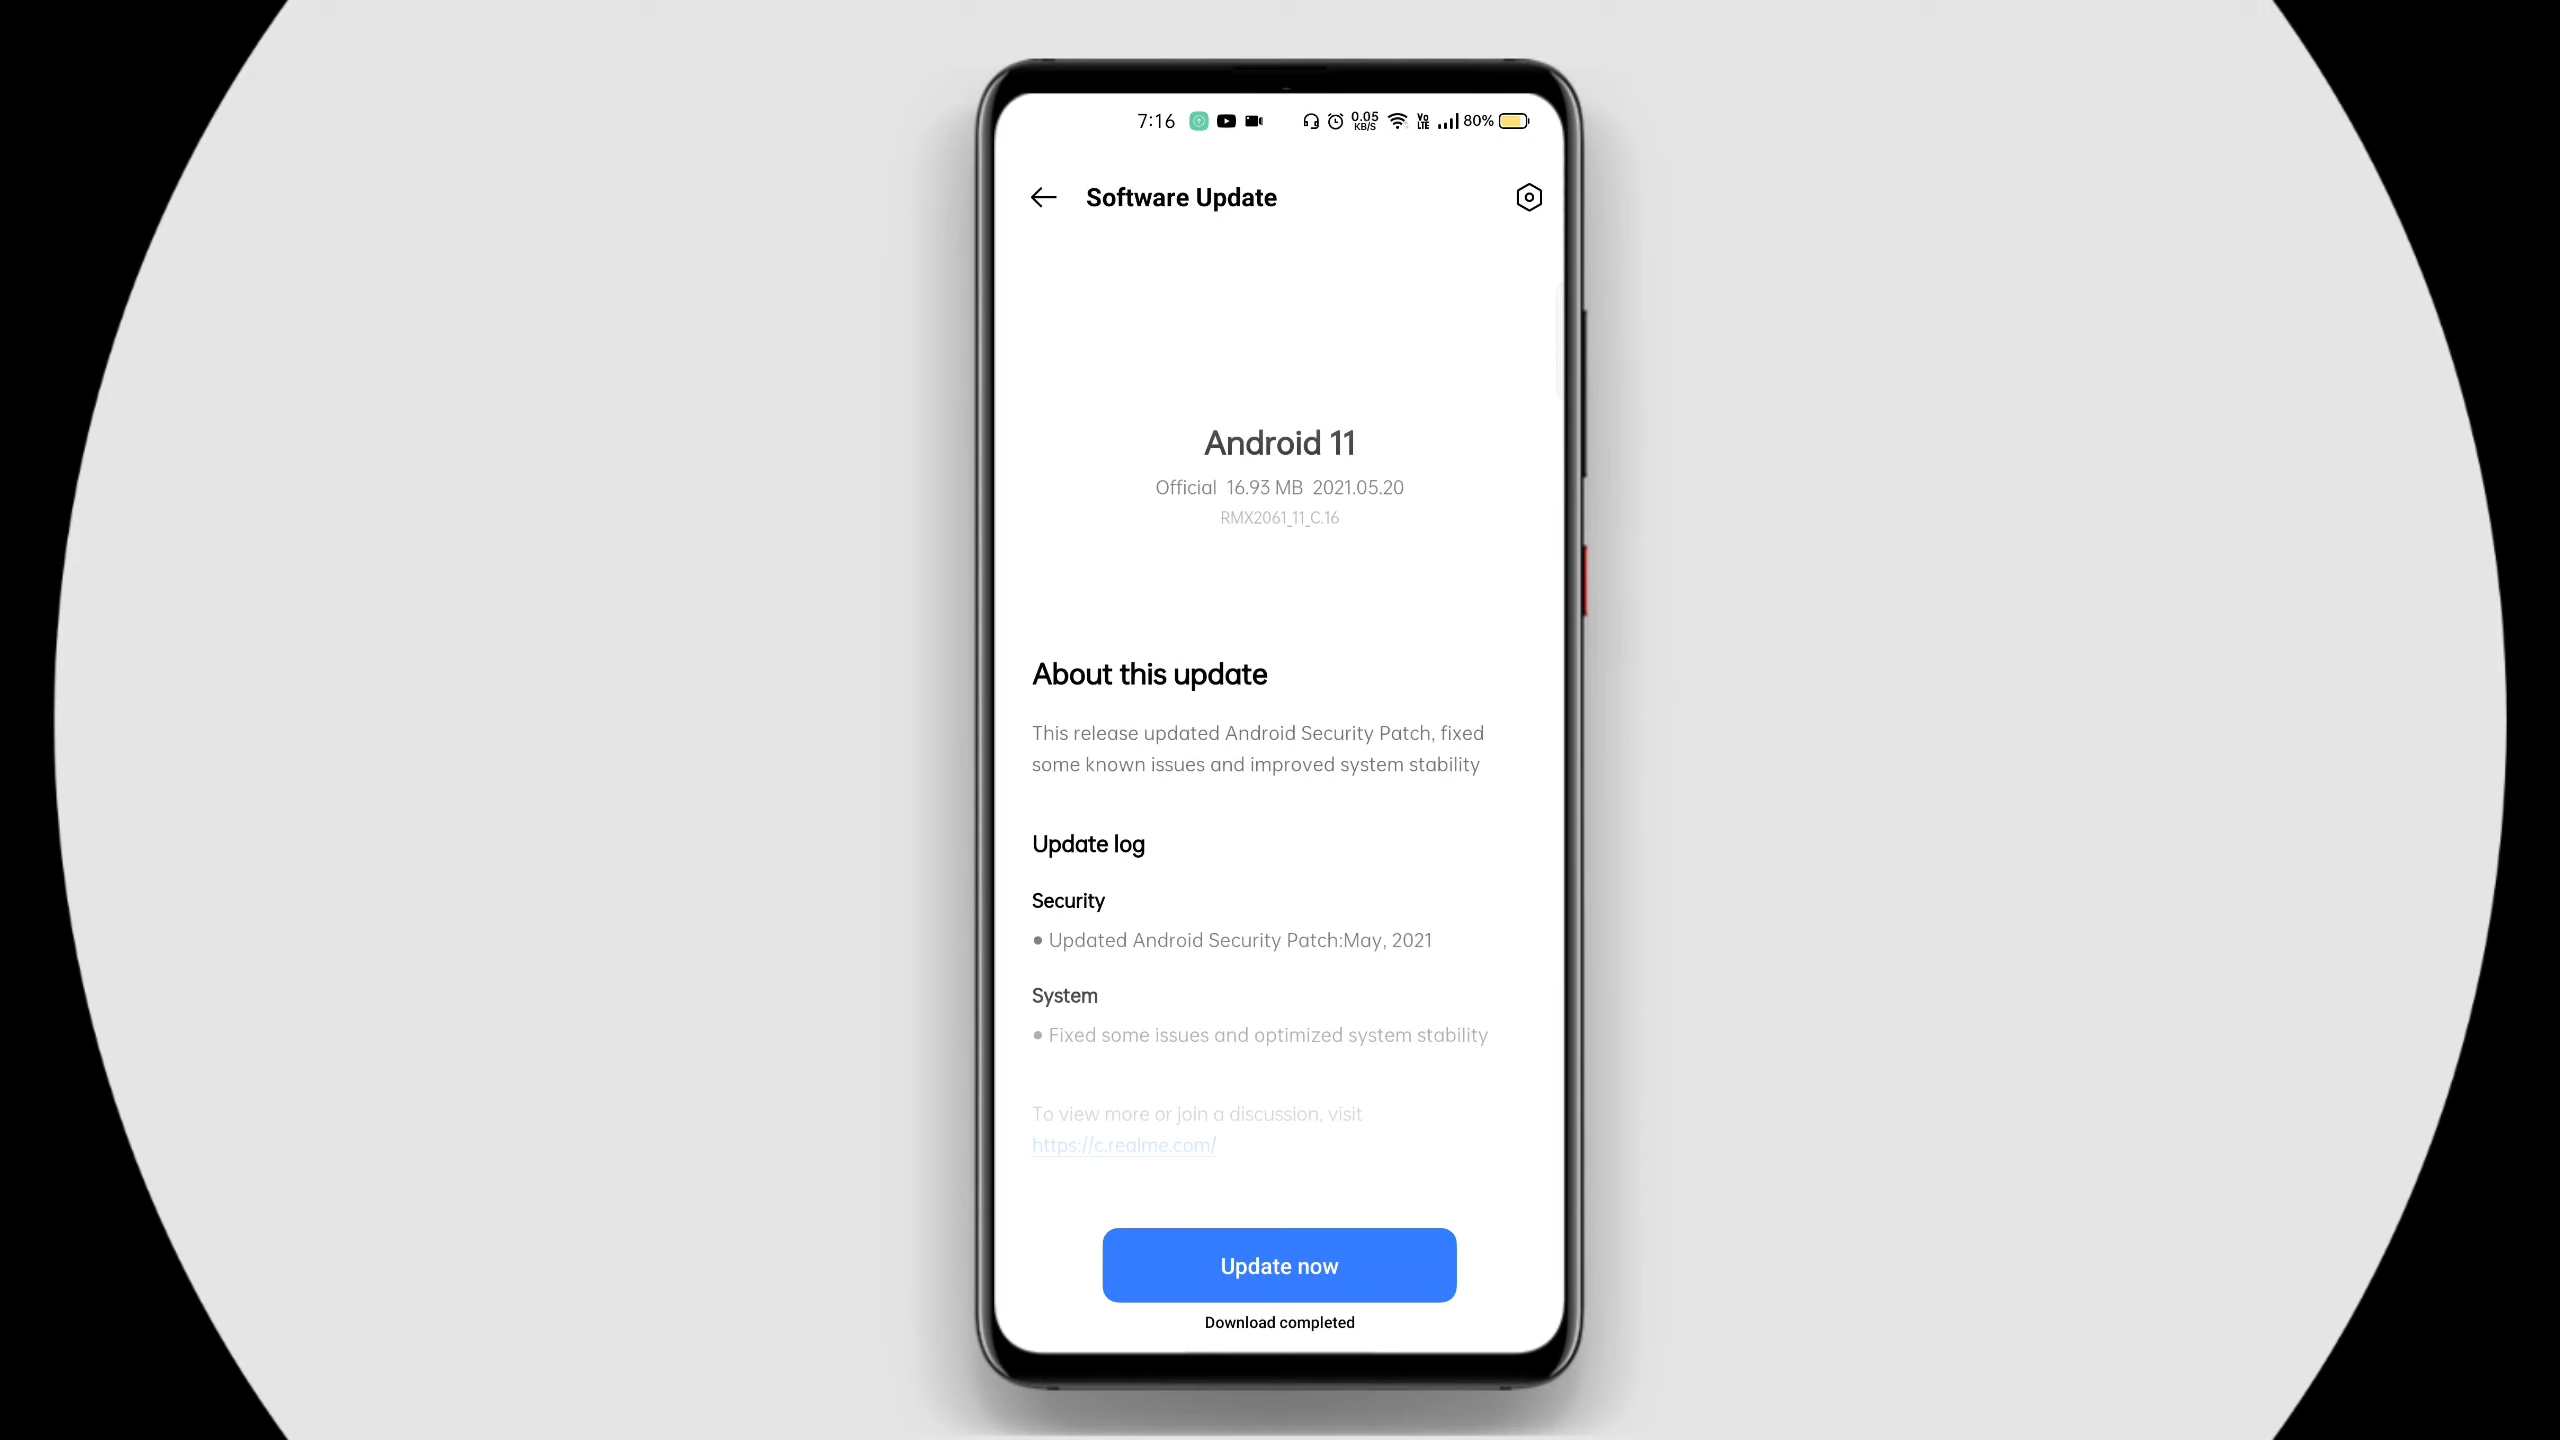 7:16 0.05 KB/S Vo LTE 80%
Software Update
Android 11
Official 16.93 MB 2021.05.20
RMX2061_11_C.16
About this update
This release updated Android Security Patch, fixed
some known issues and improved system stability
Update log
Security
• Updated Android Security Patch:May, 2021
System
• Fixed some issues and optimized system stability
To view more or join a discussion, visit
https://c.realme.com/
Update now
Download completed